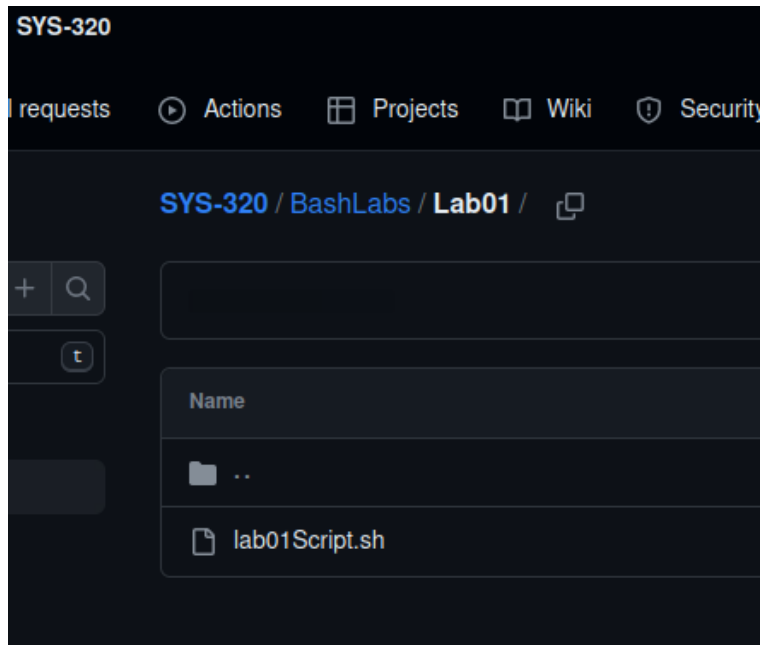 SYS-320
requests
Actions
Projects
Wiki
Security
SYS-320 / BashLabs / Lab01 /
t
Name
..
lab01Script.sh